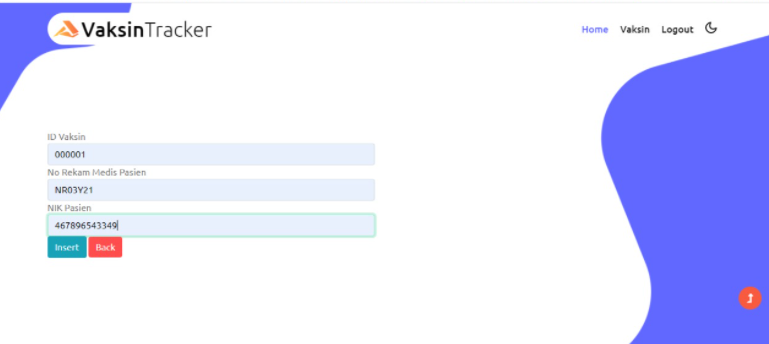 VaksinTracker
Home Vaksin Logout
ID Vaksin
000001
No Rekam Medis Pasien
NR03Y21
NIK Pasien
467896543349
Insert Back